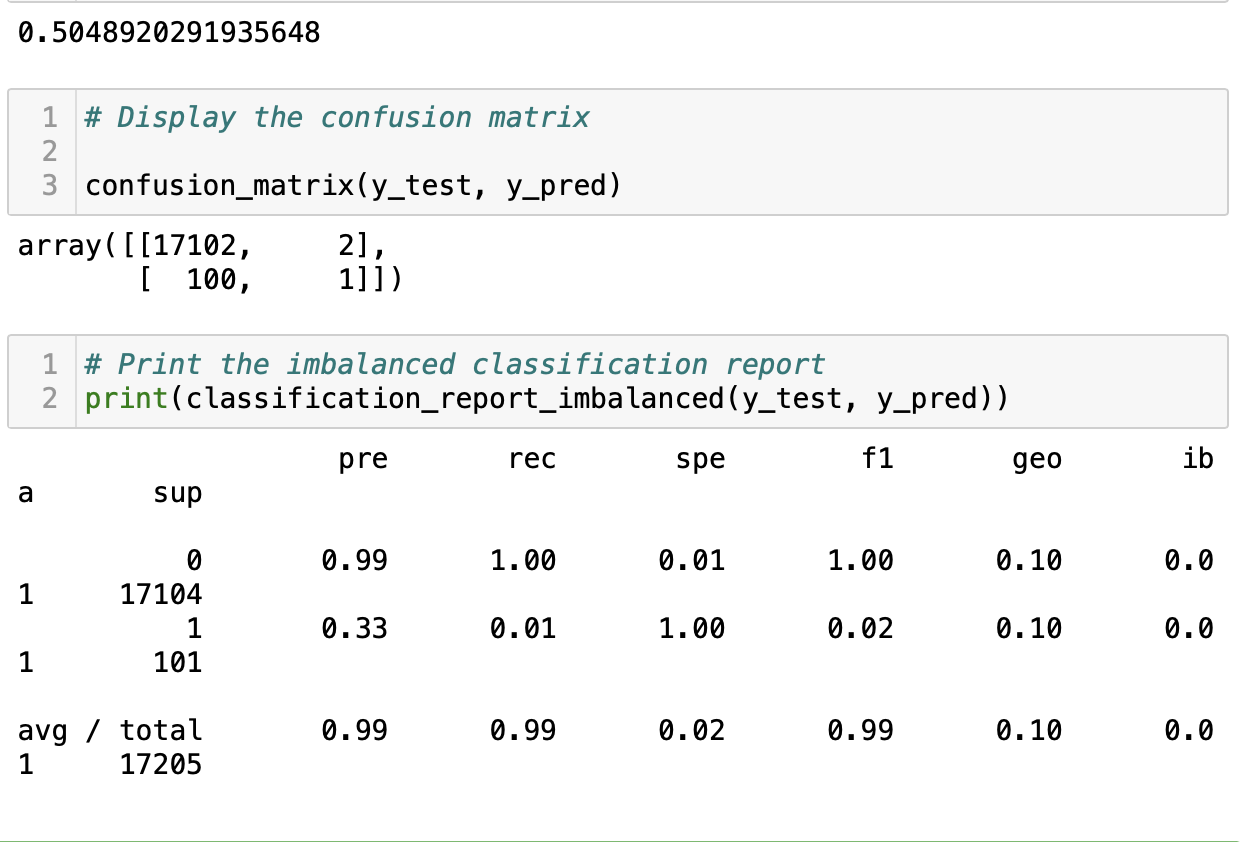 0.5048920291935648
1 # Display the confusion matrix
2
3 confusion_matrix(y_test, y_pred)
array([[17102,     2],
       [  100,     1]])
1 # Print the imbalanced classification report
2 print(classification_report_imbalanced(y_test, y_pred))
                   pre       rec       spe        f1       geo       ib
a       sup
          0       0.99      1.00      0.01      1.00      0.10      0.0
1     17104
          1       0.33      0.01      1.00      0.02      0.10      0.0
1       101
avg / total       0.99      0.99      0.02      0.99      0.10      0.0
1     17205